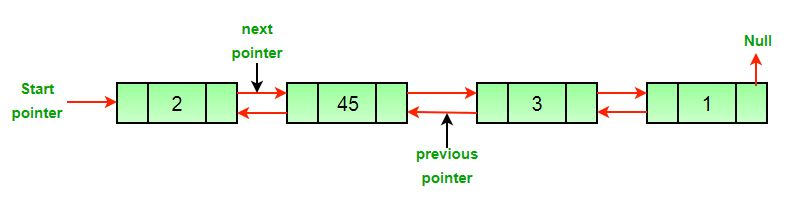 next
pointer
Null
Start
pointer
2
45
3
1
previous
pointer